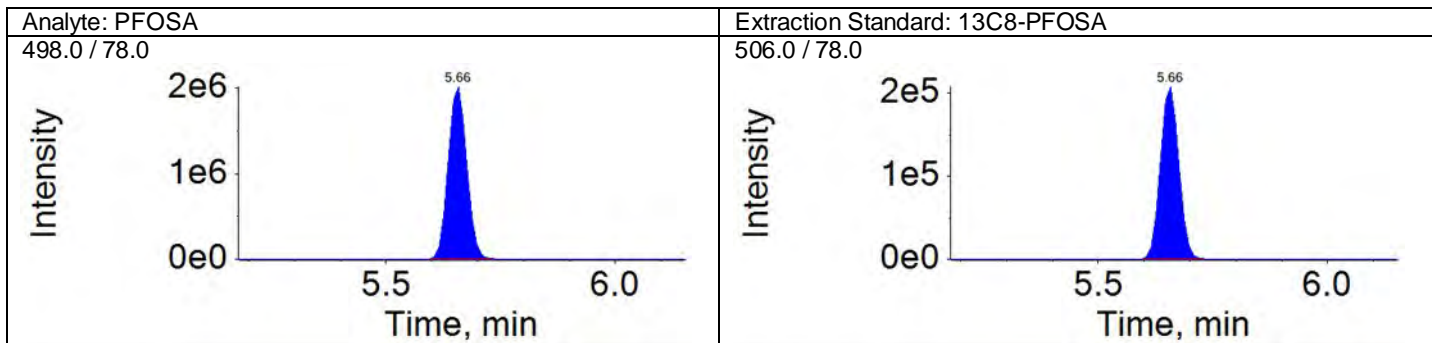 Analyte: PFOSA
498.0 / 78.0
5.66
2e6
1e6
0e0
Intensity
5.5
6.0
Time, min
Extraction Standard: 13C8-PFOSA
506.0 / 78.0
5.66
2e5
1e5
0e0
Intensity
5.5
6.0
Time, min